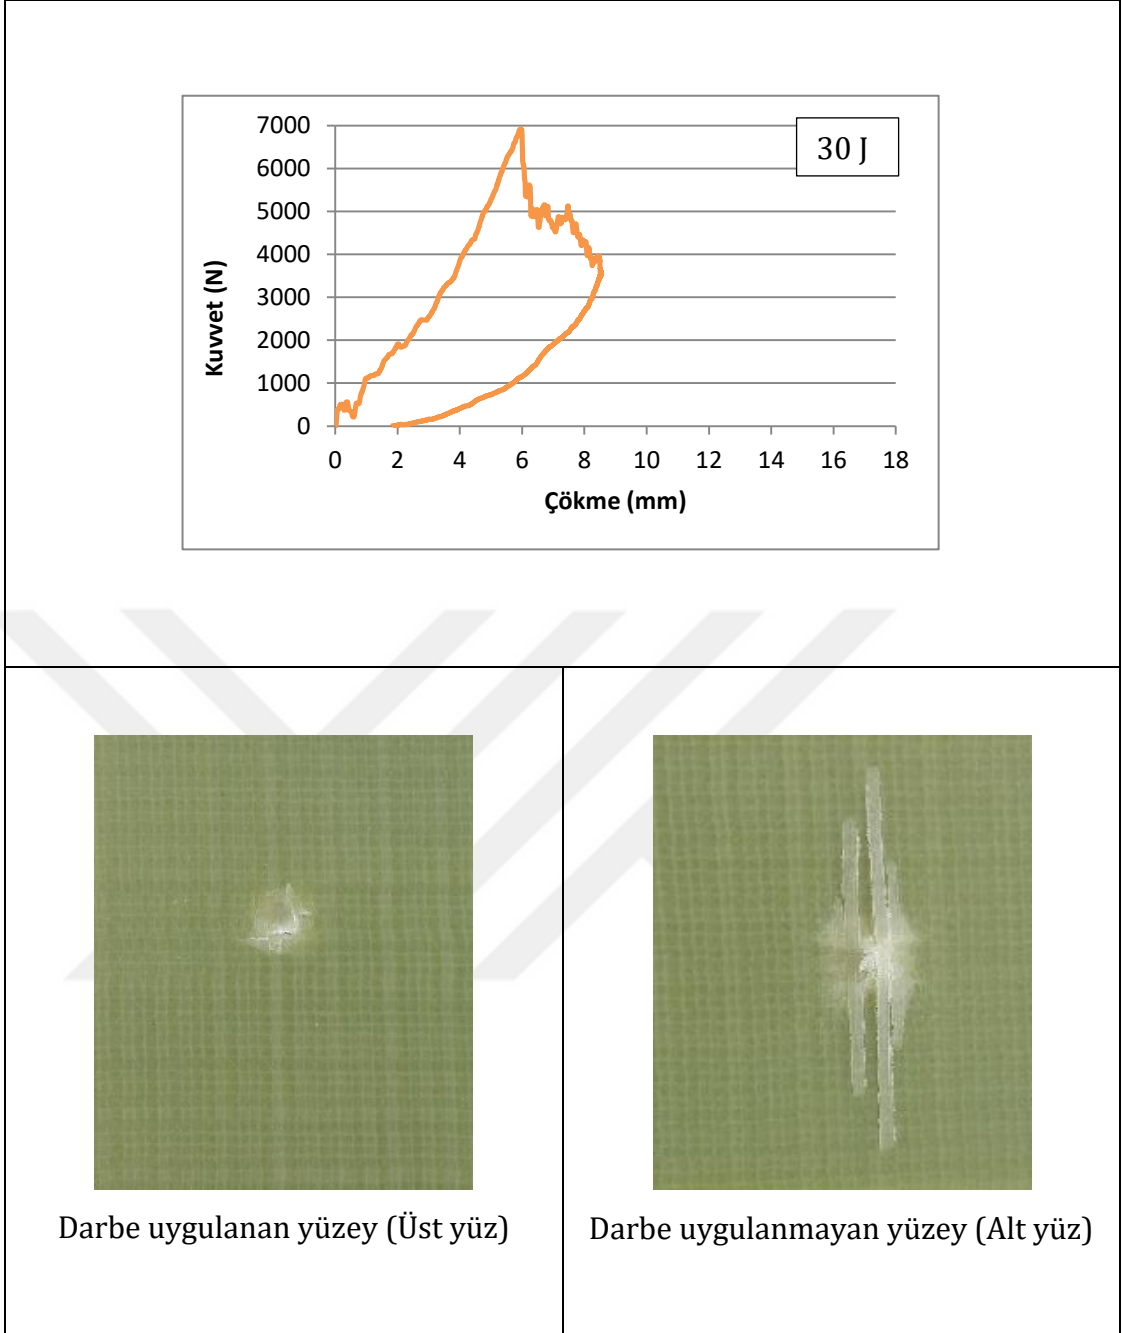 30 J
7000
6000
5000
4000
3000
2000
1000
0
Kuvvet (N)
0 2 4 6 8 10 12 14 16 18
Çökme (mm)
Darbe uygulanan yüzey (Üst yüz)
Darbe uygulanmayan yüzey (Alt yüz)